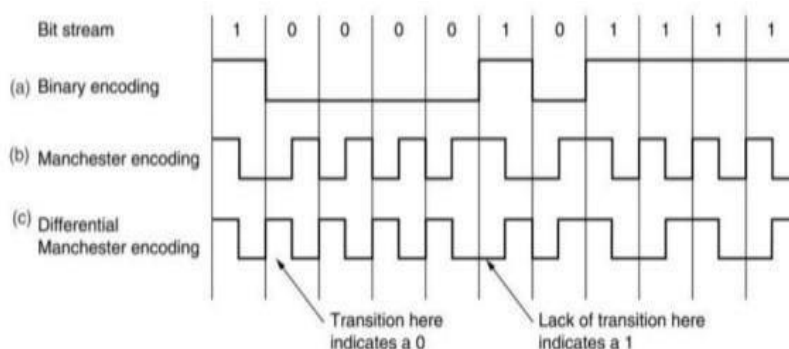 Bit stream 1 0 0 0 0 1 0 1 1 1 1
(a) Binary encoding
(b) Manchester encoding
(c) Differential
Manchester encoding
Transition here
indicates a 0
Lack of transition here
indicates a 1